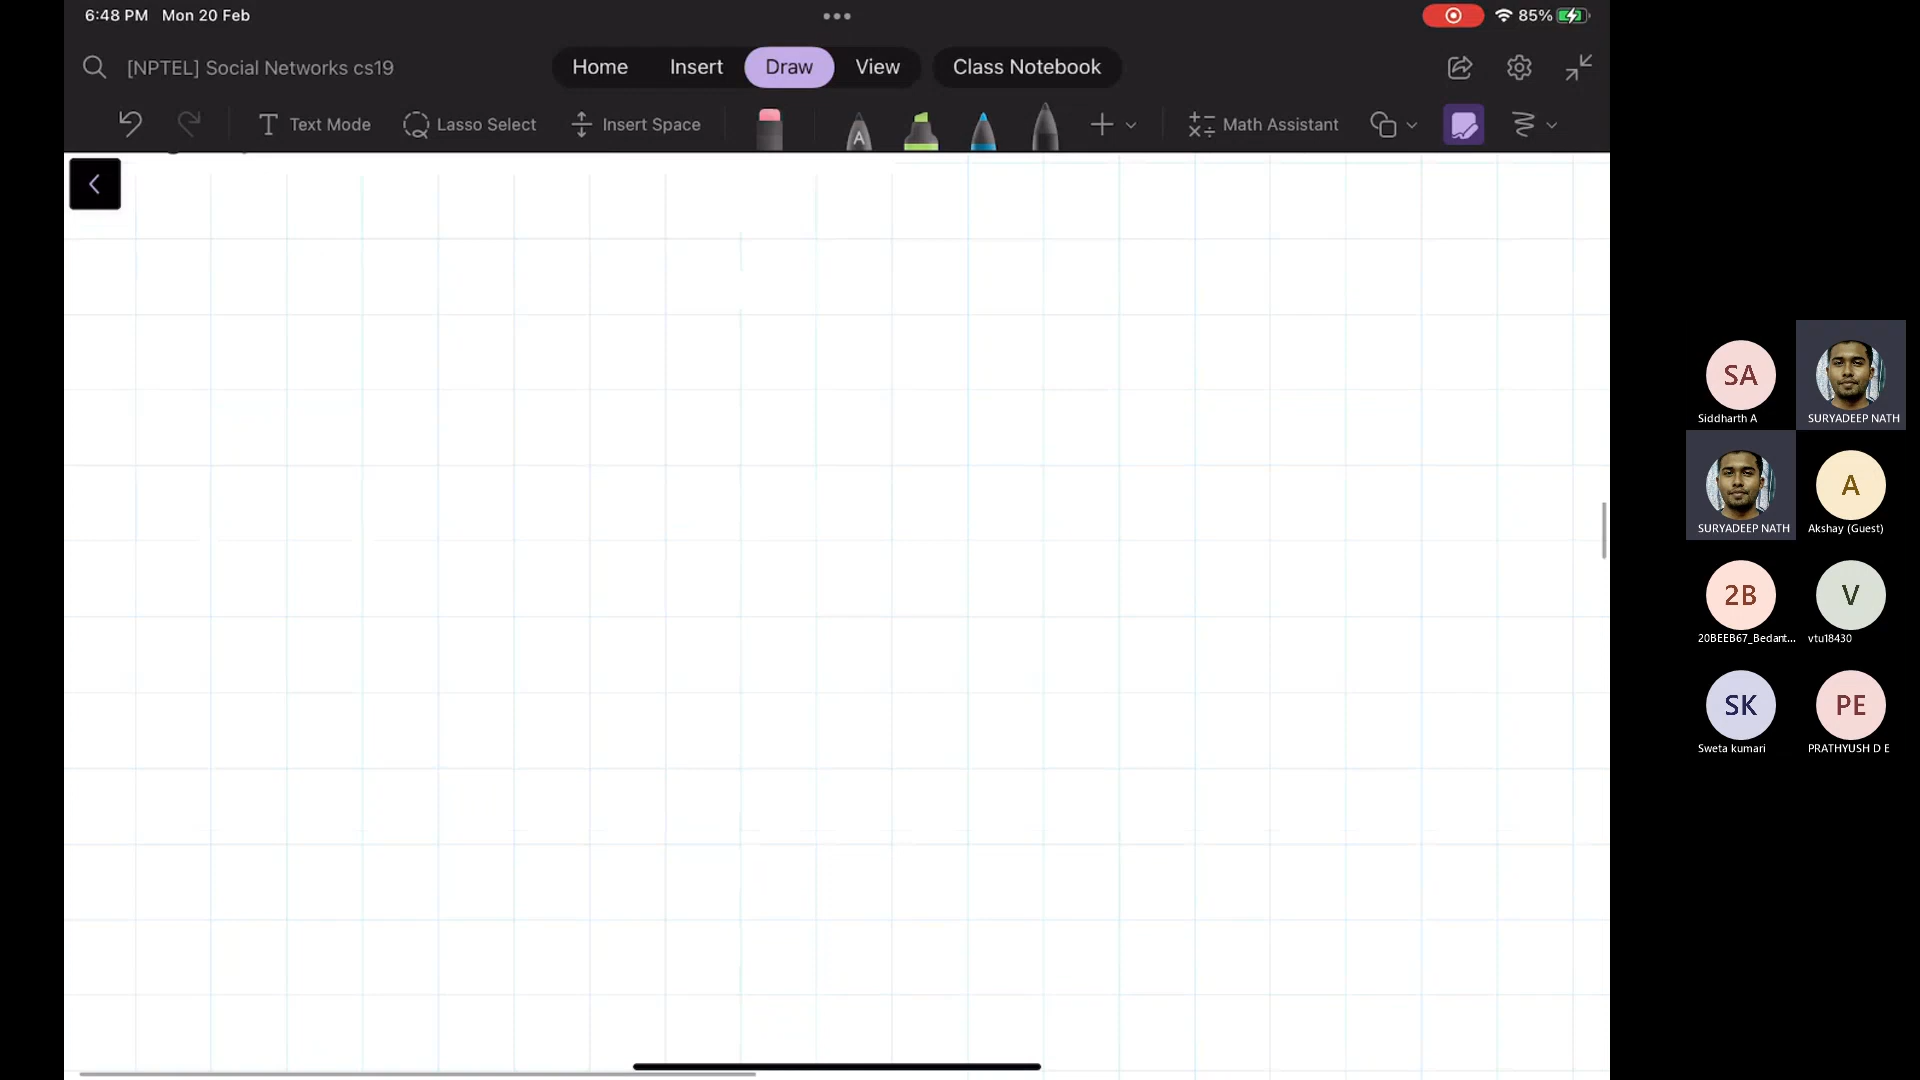 6:48 PM Mon 20 Feb
85%
[NPTEL] Social Networks cs19
Home
Insert
Draw
View
Class Notebook
Text Mode
Lasso Select
Insert Space
A
Math Assistant
SA
Siddharth A
SURYADEEP NATH
SURYADEEP NATH
A
Akshay (Guest)
2B
20BEEB67_Bedant...
V
vtu18430
SK
Sweta kumari
PE
PRATHYUSH D E